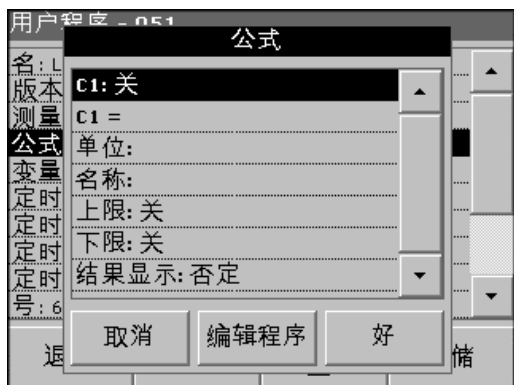 用户程序 - 051
公式
名: L
版本
测量
公式
变量
定时
定时
定时
定时
号: 6
C1: 关
C1 =
单位:
名称:
上限: 关
下限: 关
结果显示: 否定
取消
编辑程序
好
退
储